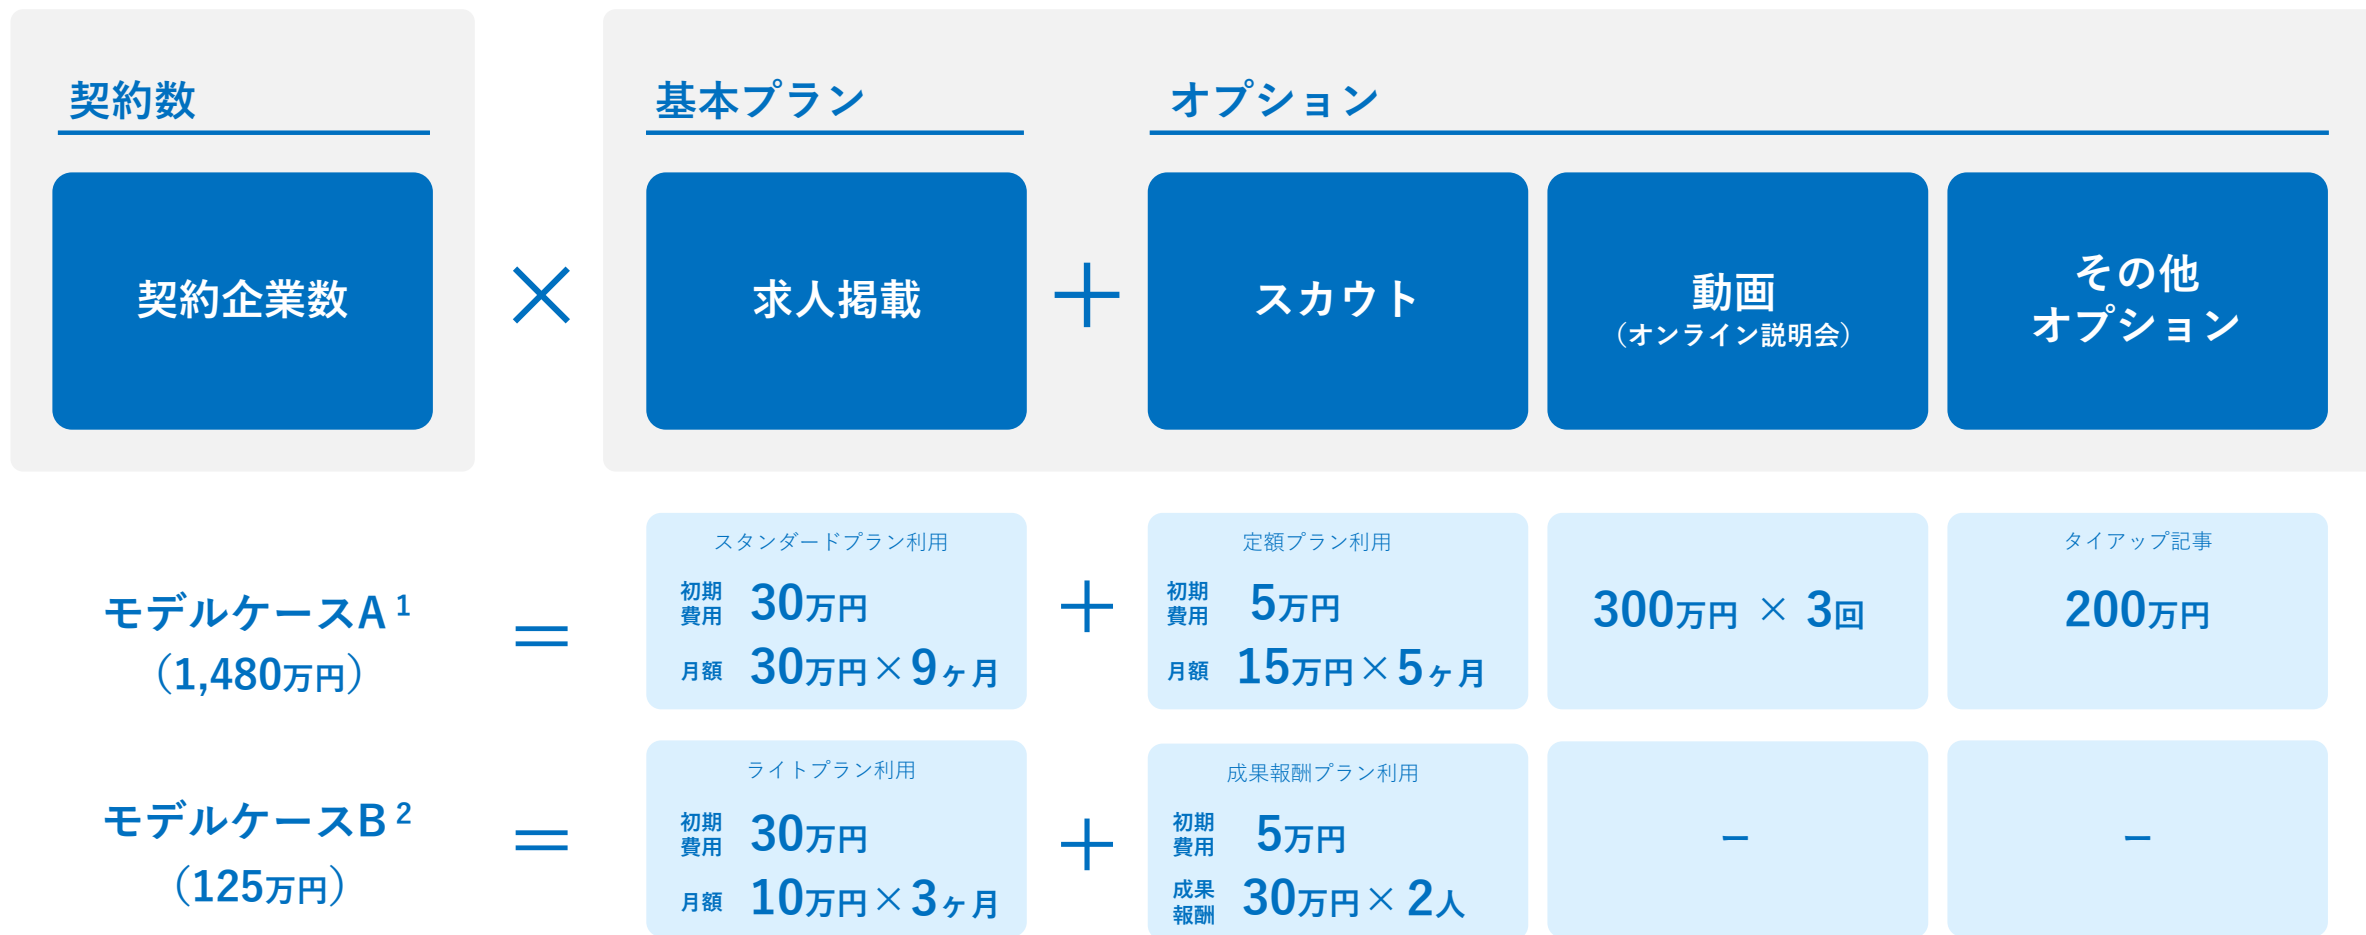 契約数
基本プラン
オプション
契約企業数
×
求人掲載
+
スカウト
動画
（オンライン説明会）
その他
オプション
モデルケースA 1
（1,480万円）
=
スタンダードプラン利用
初期
費用
30万円
月額
30万円×9ヶ月
+
定額プラン利用
初期
費用
5万円
月額
15万円×5ヶ月
300万円 × 3回
タイアップ記事
200万円
モデルケースB 2
（125万円）
=
ライトプラン利用
初期
費用
30万円
月額
10万円×3ヶ月
+
成果報酬プラン利用
初期
費用
5万円
成果
報酬
30万円×2人
–
–